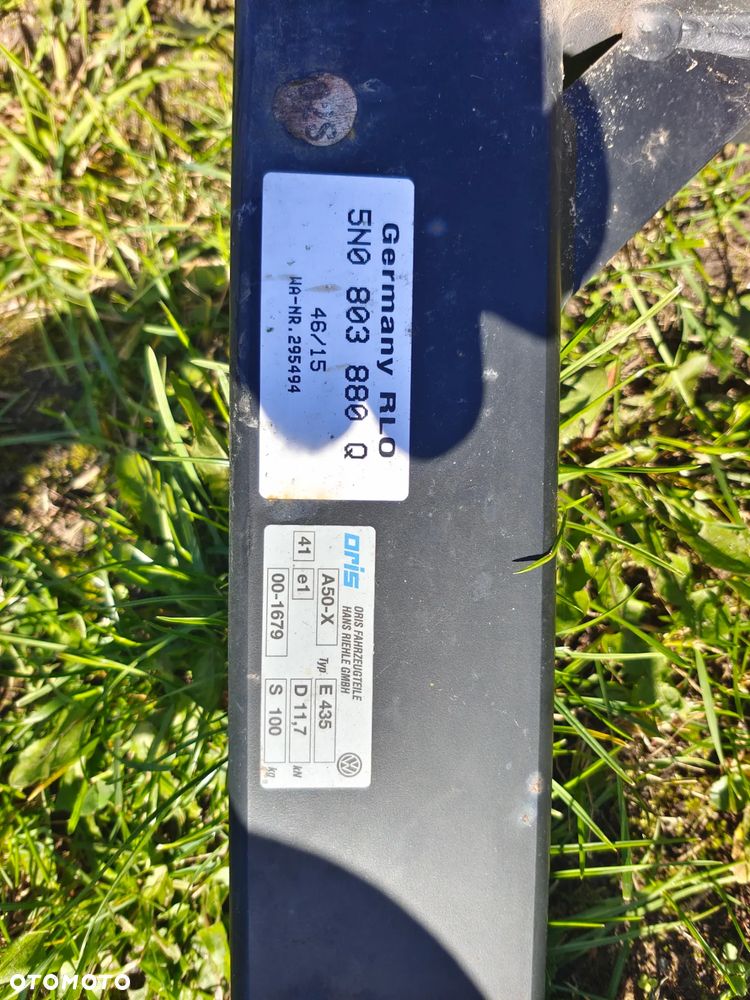 Germany RLO
5N0 803 880 Q
46/15
WA-NR.295494
oris
ORIS FAHRZEUGTEILE
HANS RIEHLE GMBH
A50-X Typ E 435
41 e1 D 11,7 kN
00-1679 S 100 kg
OTOMOTO